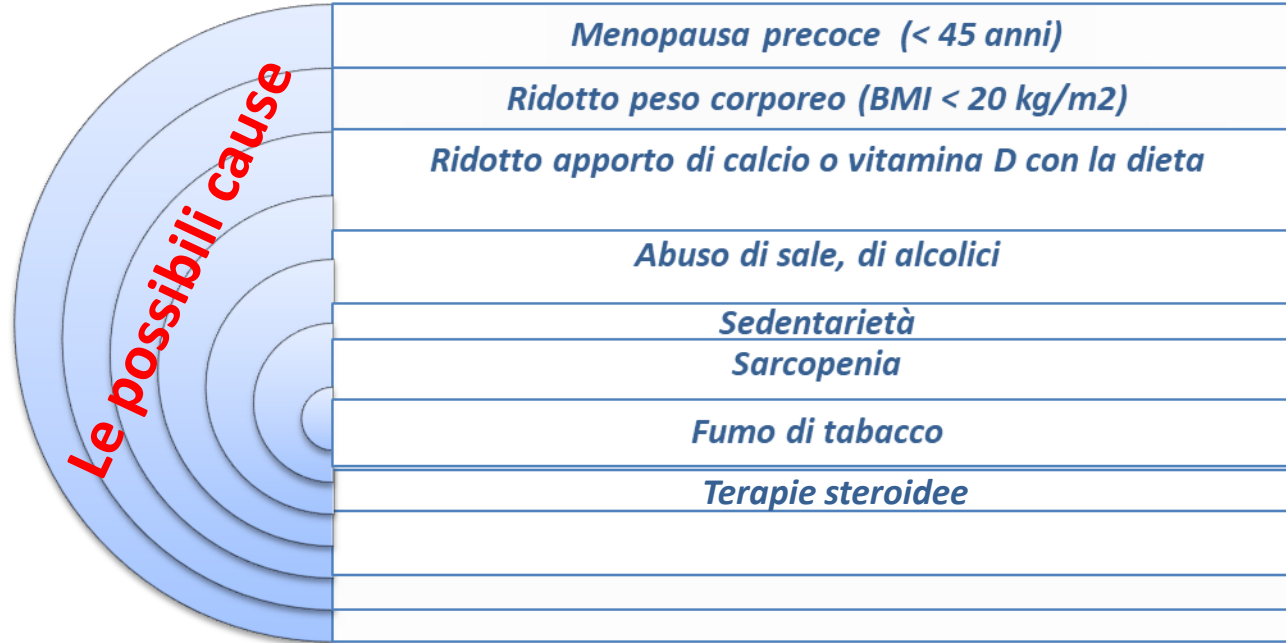 Le possibili cause
Menopausa precoce (< 45 anni)
Ridotto peso corporeo (BMI < 20 kg/m2)
Ridotto apporto di calcio o vitamina D con la dieta
Abuso di sale, di alcolici
Sedentarietà
Sarcopenia
Fumo di tabacco
Terapie steroidee